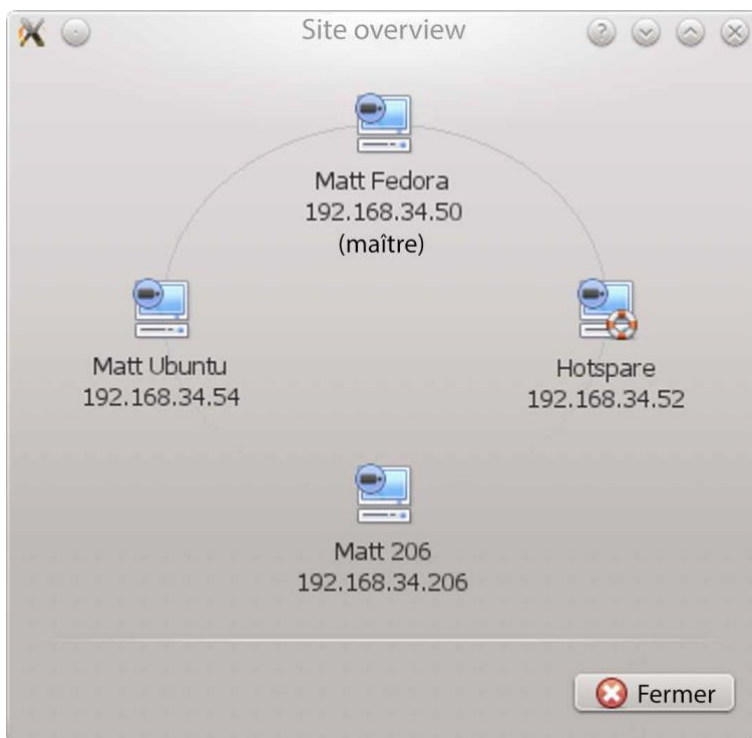 Site overview
Matt Fedora
192.168.34.50
(maître)
Matt Ubuntu
192.168.34.54
Hotspare
192.168.34.52
Matt 206
192.168.34.206
Fermer